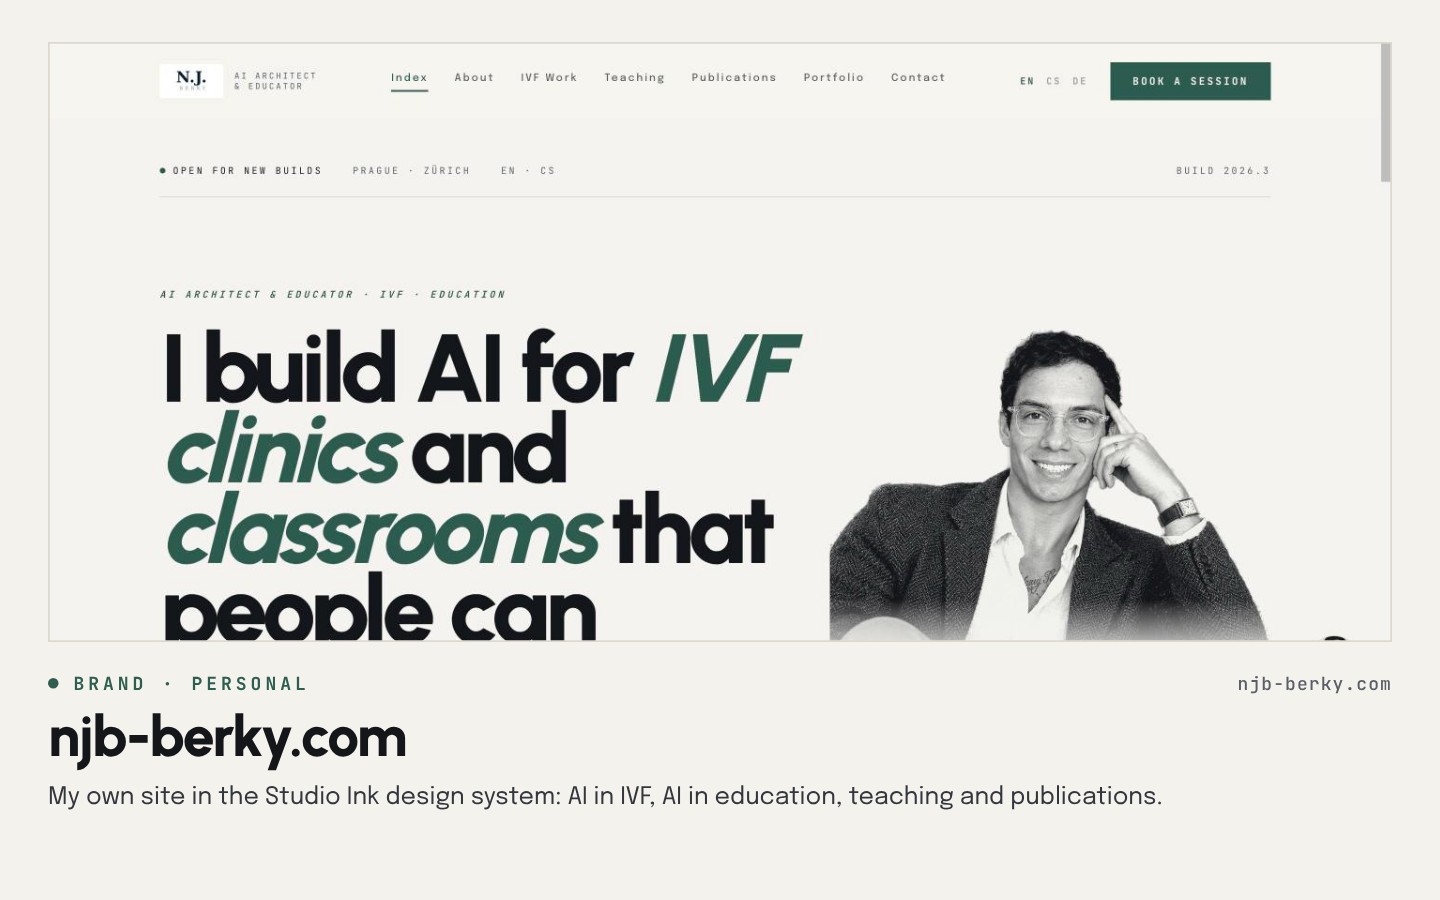 N.J.
BERKY
AI ARCHITECT
& EDUCATOR
Index About IVF Work Teaching Publications Portfolio Contact
EN CS DE
BOOK A SESSION
OPEN FOR NEW BUILDS PRAGUE · ZÜRICH EN · CS
BUILD 2026.3
AI ARCHITECT & EDUCATOR · IVF · EDUCATION
I build AI for IVF
clinics and
classrooms that
people can
BRAND · PERSONAL
njb-berky.com
njb-berky.com
My own site in the Studio Ink design system: AI in IVF, AI in education, teaching and publications.